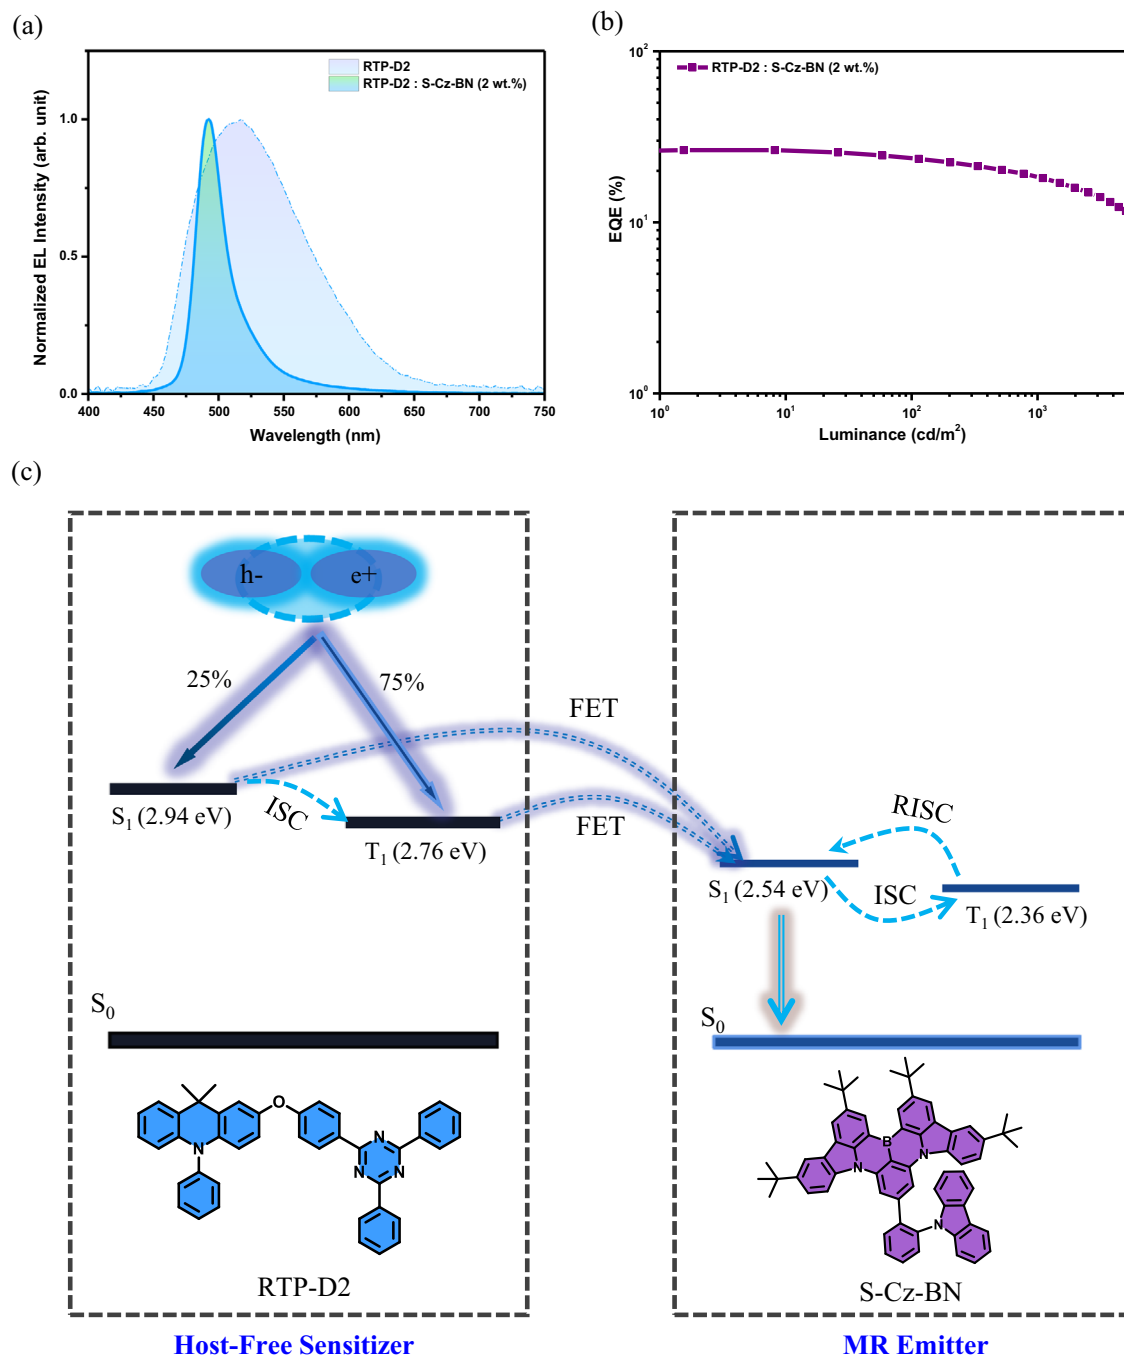 (a)
Normalized EL Intensity (arb. unit)
1.0
0.5
0.0
RTP-D2
RTP-D2 : S-Cz-BN (2 wt.%)
400 450 500 550 600 650 700 750
Wavelength (nm)
(b)
EQE (%)
10²
10¹
10⁰
RTP-D2 : S-Cz-BN (2 wt.%)
10⁰ 10¹ 10² 10³
Luminance (cd/m²)
(c)
h- e+
25% 75%
FET
S₁ (2.94 eV)
ISC
T₁ (2.76 eV)
FET
S₀
O
N
N
N N
RTP-D2
Host-Free Sensitizer
RISC
S₁ (2.54 eV)
ISC
T₁ (2.36 eV)
S₀
B
N N
N
S-Cz-BN
MR Emitter